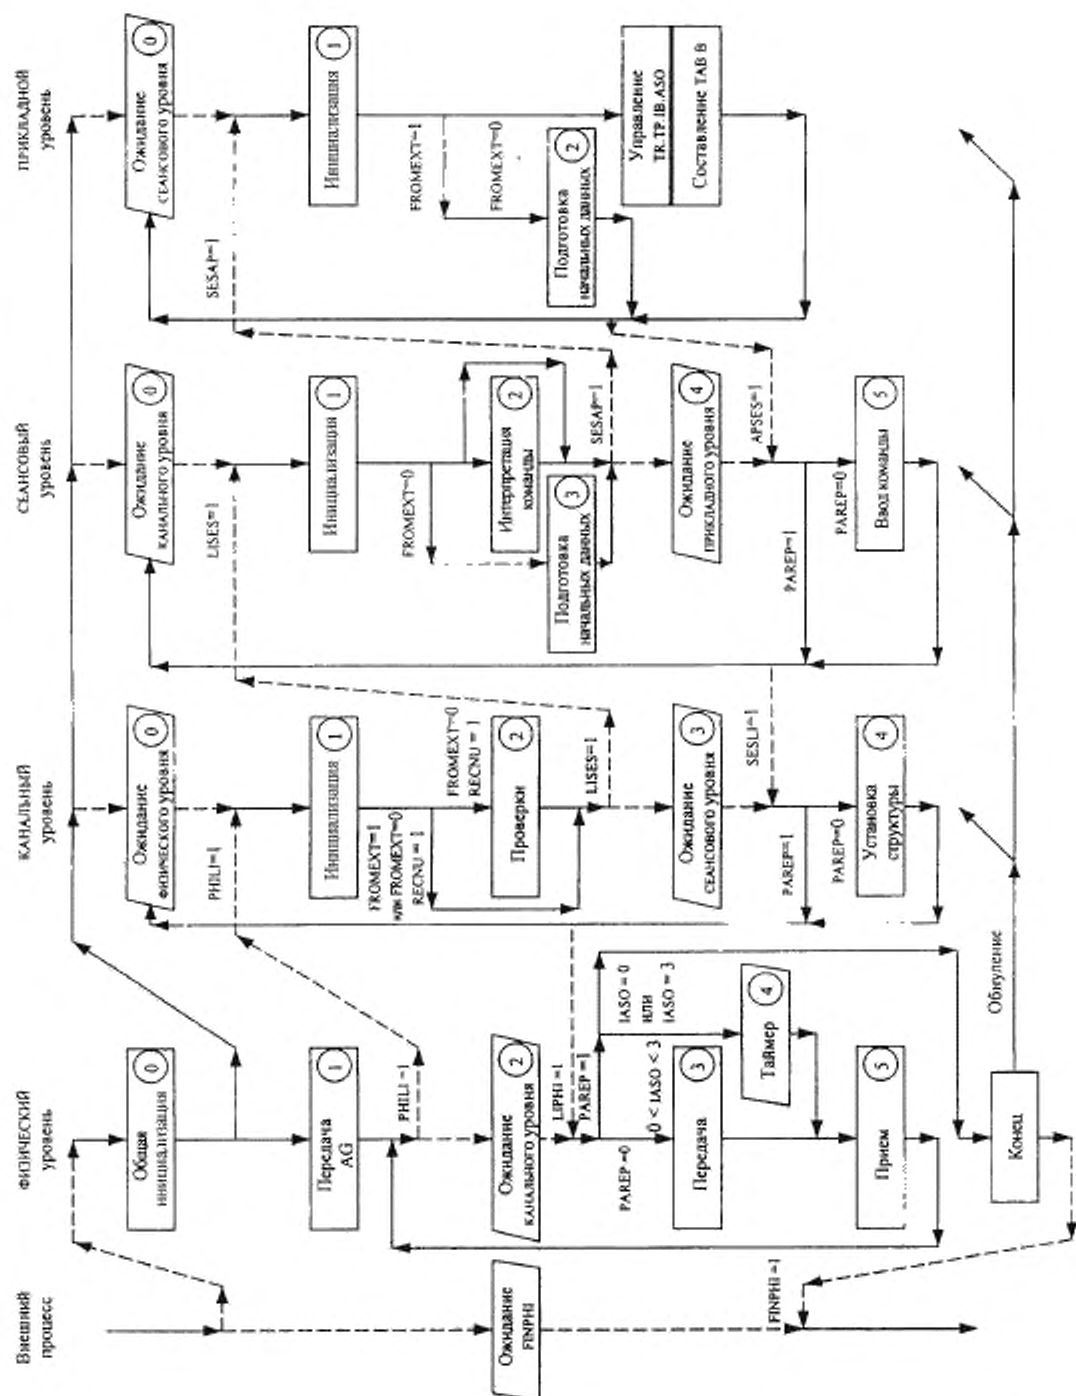 Внешний
процесс
ФИЗИЧЕСКИЙ
уровень
КАНАЛЬНЫЙ
уровень
СЕАНСОВЫЙ
уровень
ПРИКЛАДНОЙ
уровень
Ожидание
FINPHI
FINPHI=1
Общая
инициализация
0
Передача
AG
1
PHILI=1
Ожидание
КАНАЛЬНОГО уровня
2
LIPHI=1
PAREP=1
PAREP=0
0 < IASO < 3
IASO = 0
или
IASO = 3
Передача
3
Таймер
4
Прием
5
Конец
Обнуление
Ожидание
ФИЗИЧЕСКОГО уровня
0
PHILI=1
Инициализация
1
FROMEXT=1
или FROMEXT=0
RECNU = 1
FROMEXT=0
RECNU = 1
Проверки
2
LISES=1
Ожидание
СЕАНСОВОГО уровня
3
SESLI=1
PAREP=1
PAREP=0
Установка
структуры
4
Ожидание
КАНАЛЬНОГО уровня
0
LISES=1
Инициализация
1
FROMEXT=0
Интерпретация
команды
2
Подготовка
начальных данных
3
SESAP=1
Ожидание
ПРИКЛАДНОГО уровня
4
APSES=1
PAREP=1
PAREP=0
Ввод команды
5
Ожидание
СЕАНСОВОГО уровня
0
SESAP=1
Инициализация
1
FROMEXT=1
FROMEXT=0
Подготовка
начальных данных
2
Управление
TR.TP.IB.ASO
Составление TAB B